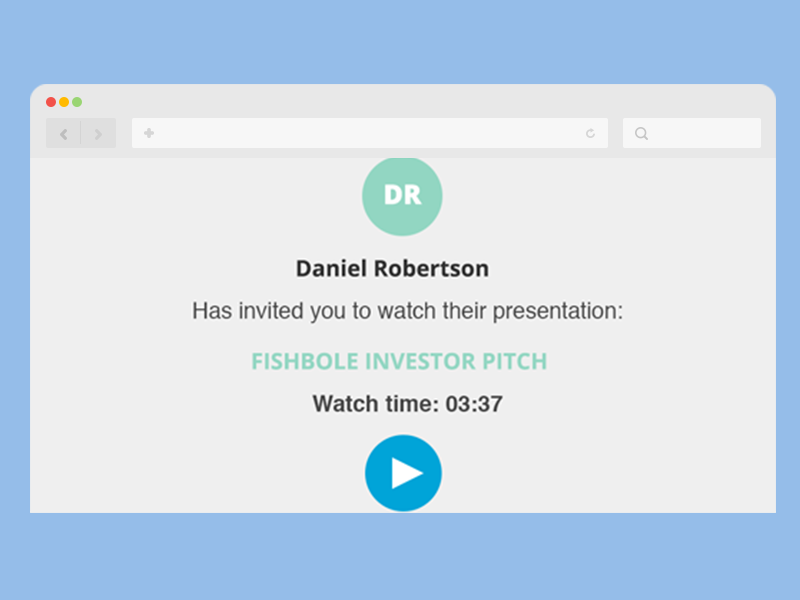 DR
Daniel Robertson
Has invited you to watch their presentation:
FISHBOLE INVESTOR PITCH
Watch time: 03:37